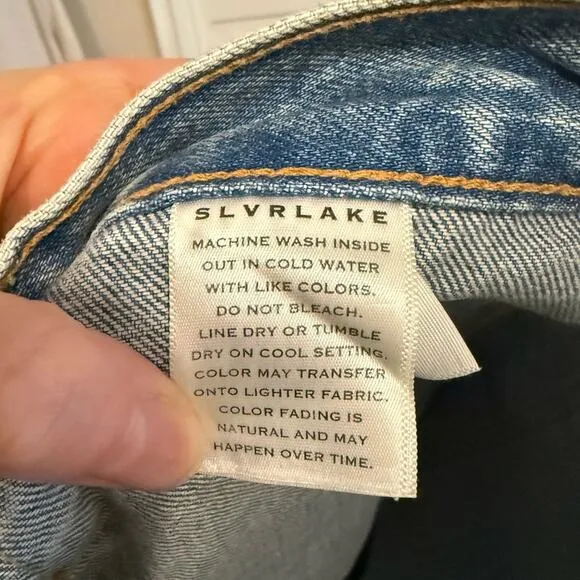 SLVRLAKE
MACHINE WASH INSIDE
OUT IN COLD WATER
WITH LIKE COLORS.
DO NOT BLEACH.
LINE DRY OR TUMBLE
DRY ON COOL SETTING.
COLOR MAY TRANSFER
ONTO LIGHTER FABRIC.
COLOR FADING IS
NATURAL AND MAY
HAPPEN OVER TIME.